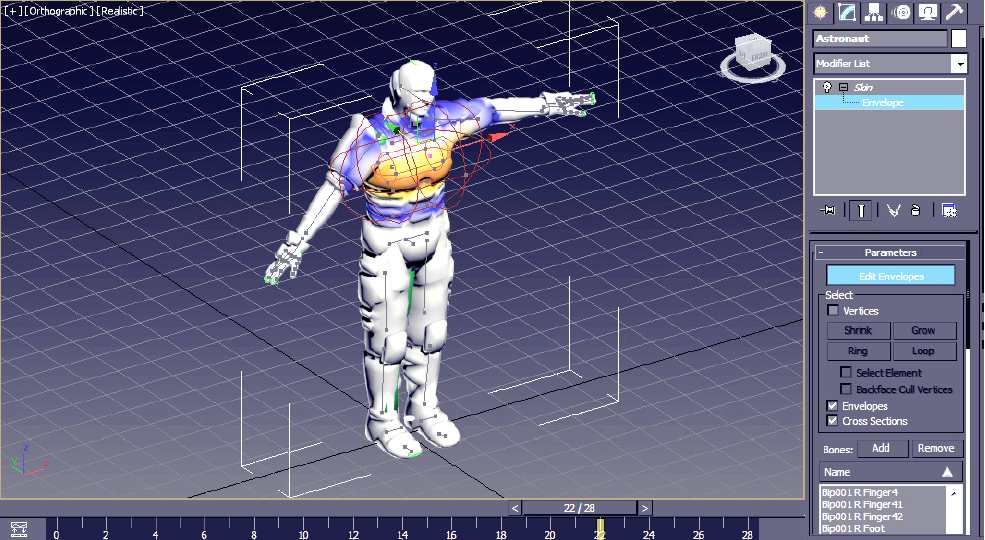 [+][Orthographic][Realistic]
Astronaut
Modifier List
Skin
Envelope
Parameters
Edit Envelopes
Select
Vertices
Shrink Grow
Ring Loop
Select Element
Backface Cull Vertices
Envelopes
Cross Sections
Bones: Add Remove
Name
Bip001 R Finger4
Bip001 R Finger41
Bip001 R Finger42
Bip001 R Foot
< 22 / 28 >
0 2 4 6 8 10 12 14 16 18 20 22 24 26 28